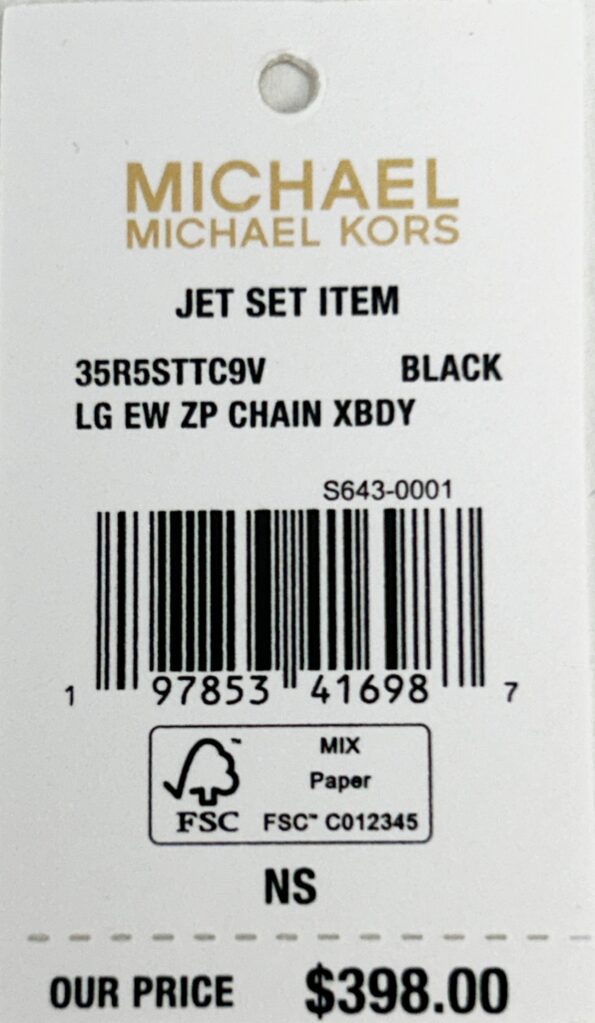 MICHAEL
MICHAEL KORS
JET SET ITEM
35R5STTC9V BLACK
LG EW ZP CHAIN XBDY
S643-0001
1 97853 41698 7
MIX
Paper
FSC™ FSC™ C012345
NS
OUR PRICE $398.00